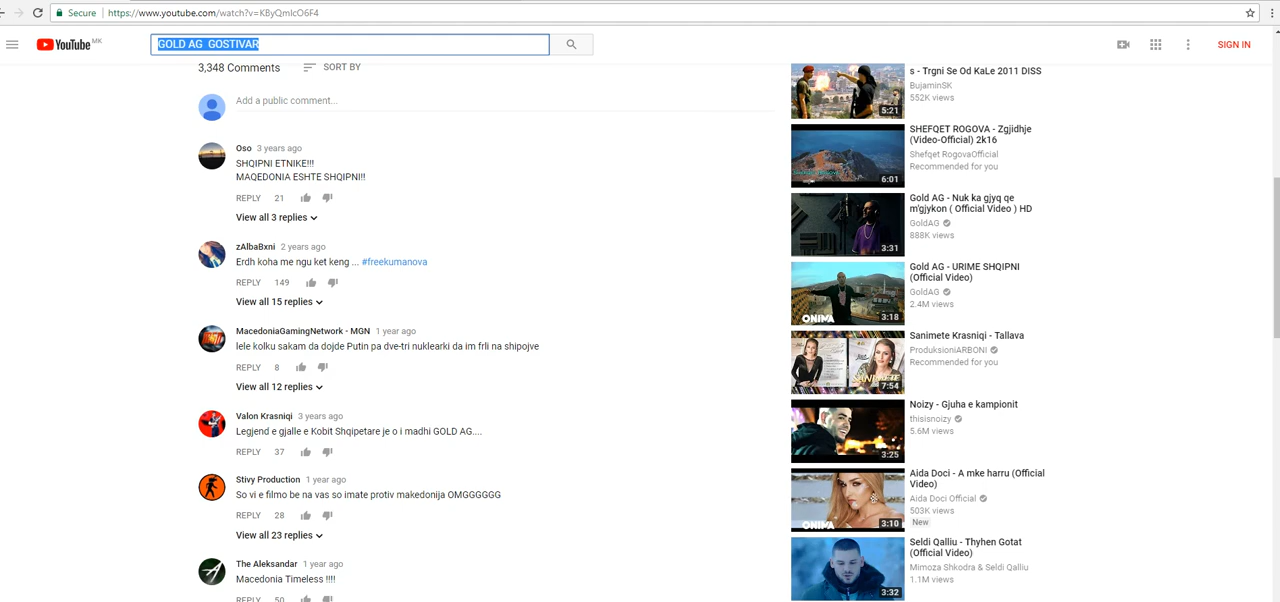 Secure
https://www.youtube.com/watch?v=KByQmlcO6F4
YouTube MK
GOLD AG GOSTIVAR
SIGN IN
3,348 Comments
SORT BY
Add a public comment...
Oso 3 years ago
SHQIPNI ETNIKE!!!
MAQEDONIA ESHTE SHQIPNI!!
REPLY 21
View all 3 replies
zAlbaBxni 2 years ago
Erdh koha me ngu ket keng ... #freekumanova
REPLY 149
View all 15 replies
MacedoniaGamingNetwork - MGN 1 year ago
lele kolku sakam da dojde Putin pa dve-tri nuklearki da im frli na shipojve
REPLY 8
View all 12 replies
Valon Krasniqi 3 years ago
Legjend e gjalle e Kobit Shqipetare je o i madhi GOLD AG....
REPLY 37
Stivy Production 1 year ago
So vi e filmo be na vas so imate protiv makedonija OMGGGGGG
REPLY 28
View all 23 replies
The Aleksandar 1 year ago
Macedonia Timeless !!!!
REPLY 50
s - Trgni Se Od KaLe 2011 DISS
BujaminSK
552K views
5:21
SHEFQET ROGOVA - Zgjidhje
(Video-Official) 2k16
Shefqet RogovaOfficial
Recommended for you
6:01
Gold AG - Nuk ka gjyq qe
m'gjykon ( Official Video ) HD
GoldAG
888K views
3:31
Gold AG - URIME SHQIPNI
(Official Video)
GoldAG
2.4M views
ONIMA
3:18
Sanimete Krasniqi - Tallava
ProduksioniARBONI
Recommended for you
7:54
Noizy - Gjuha e kampionit
thisisnoizy
5.6M views
3:25
Aida Doci - A mke harru (Official
Video)
Aida Doci Official
503K views
New
ONIMA
3:10
Seldi Qalliu - Thyhen Gotat
(Official Video)
Mimoza Shkodra & Seldi Qalliu
1.1M views
3:32